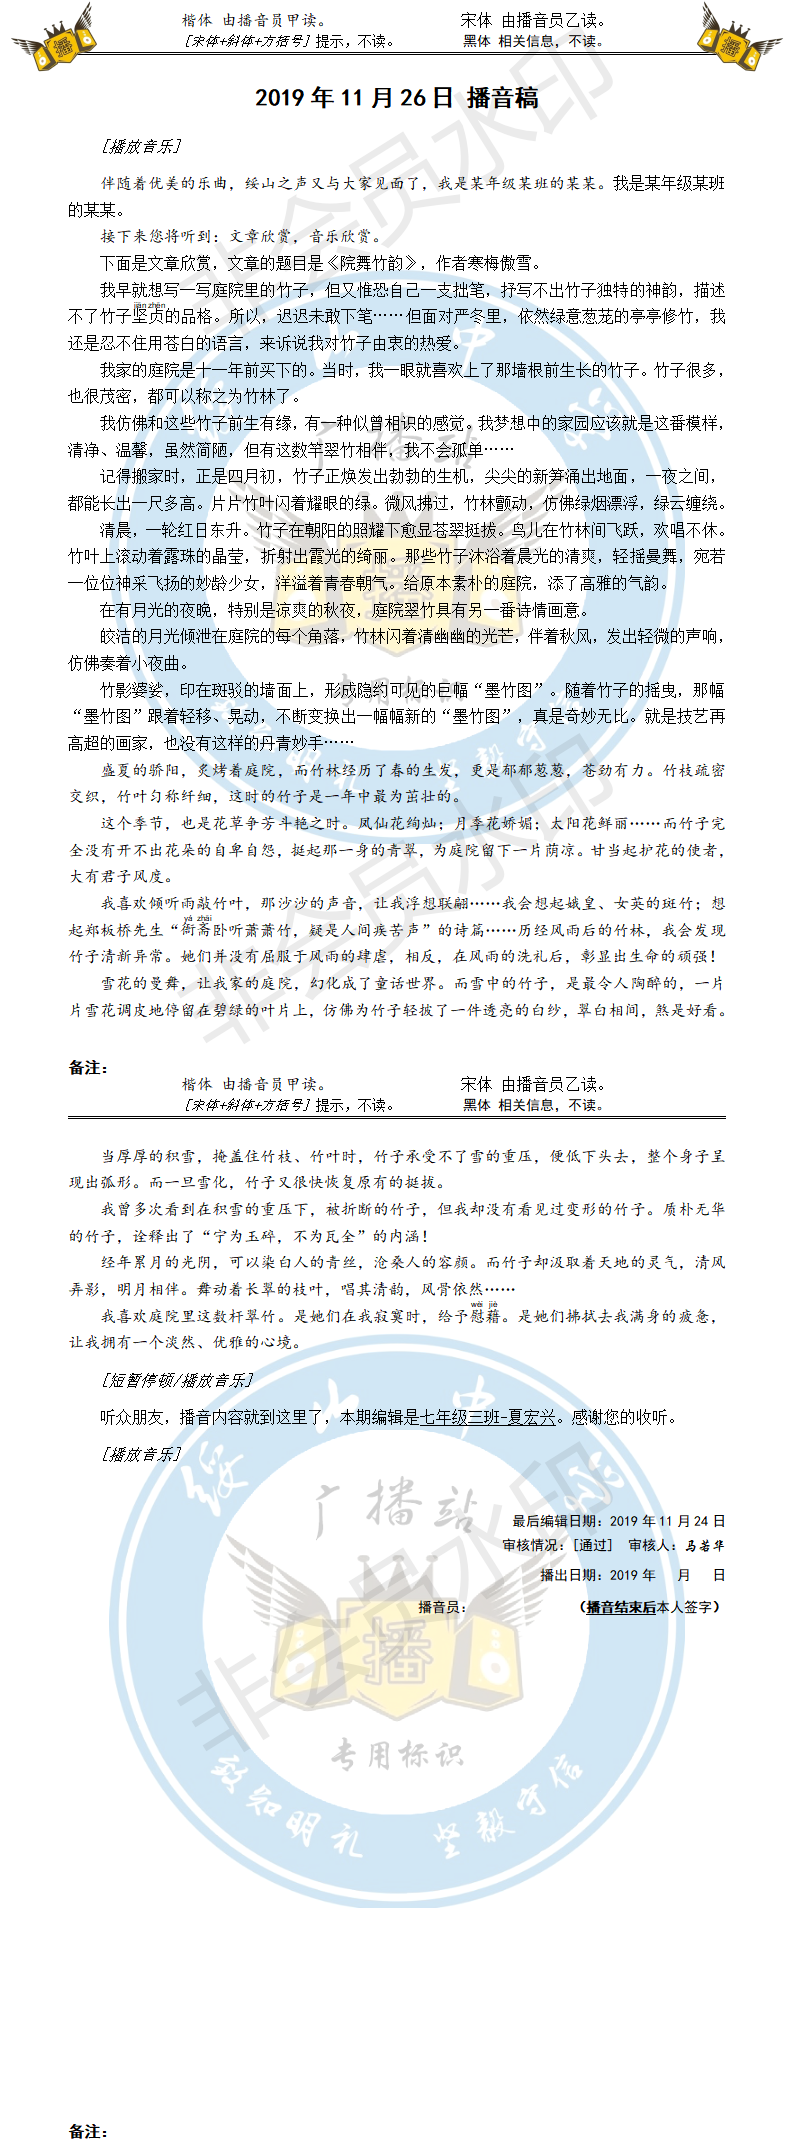 楷体 由播音员甲读。 宋体 由播音员乙读。
[宋体+斜体+方括号]提示，不读。 黑体 相关信息，不读。
2019年11月26日 播音稿
[播放音乐]
伴随着优美的乐曲，绥山之声又与大家见面了，我是某年级某班的某某。我是某年级某班
的某某。
接下来您将听到：文章欣赏，音乐欣赏。
下面是文章欣赏，文章的题目是《院舞竹韵》，作者寒梅傲雪。
我早就想写一写庭院里的竹子，但又惟恐自己一支拙笔，抒写不出竹子独特的神韵，描述
jiān zhēn
不了竹子坚贞的品格。所以，迟迟未敢下笔……但面对严冬里，依然绿意葱茏的亭亭修竹，我
还是忍不住用苍白的语言，来诉说我对竹子由衷的热爱。
我家的庭院是十一年前买下的。当时，我一眼就喜欢上了那墙根前生长的竹子。竹子很多，
也很茂密，都可以称之为竹林了。
我仿佛和这些竹子前生有缘，有一种似曾相识的感觉。我梦想中的家园应该就是这番模样，
清净、温馨，虽然简陋，但有这数竿翠竹相伴，我不会孤单……
记得搬家时，正是四月初，竹子正焕发出勃勃的生机，尖尖的新笋涌出地面，一夜之间，
都能长出一尺多高。片片竹叶闪着耀眼的绿。微风拂过，竹林颤动，仿佛绿烟漂浮，绿云缠绕。
清晨，一轮红日东升。竹子在朝阳的照耀下愈显苍翠挺拔。鸟儿在竹林间飞跃，欢唱不休。
竹叶上滚动着露珠的晶莹，折射出霞光的绮丽。那些竹子沐浴着晨光的清爽，轻摇曼舞，宛若
一位位神采飞扬的妙龄少女，洋溢着青春朝气。给原本素朴的庭院，添了高雅的气韵。
在有月光的夜晚，特别是凉爽的秋夜，庭院翠竹具有另一番诗情画意。
皎洁的月光倾泄在庭院的每个角落，竹林闪着清幽幽的光芒，伴着秋风，发出轻微的声响，
仿佛奏着小夜曲。
竹影婆娑，印在斑驳的墙面上，形成隐约可见的巨幅“墨竹图”。随着竹子的摇曳，那幅
“墨竹图”跟着轻移、晃动，不断变换出一幅幅新的“墨竹图”，真是奇妙无比。就是技艺再
高超的画家，也没有这样的丹青妙手……
盛夏的骄阳，炙烤着庭院，而竹林经历了春的生发，更是郁郁葱葱，苍劲有力。竹枝疏密
交织，竹叶匀称纤细，这时的竹子是一年中最为茁壮的。
这个季节，也是花草争芳斗艳之时。凤仙花绚灿；月季花娇媚；太阳花鲜丽……而竹子完
全没有开不出花朵的自卑自怨，挺起那一身的青翠，为庭院留下一片荫凉。甘当起护花的使者，
大有君子风度。
我喜欢倾听雨敲竹叶，那沙沙的声音，让我浮想联翩……我会想起娥皇、女英的斑竹；想
yá zhāi
起郑板桥先生“衙斋卧听萧萧竹，疑是人间疾苦声”的诗篇……历经风雨后的竹林，我会发现
竹子清新异常。她们并没有屈服于风雨的肆虐，相反，在风雨的洗礼后，彰显出生命的顽强！
雪花的曼舞，让我家的庭院，幻化成了童话世界。而雪中的竹子，是最令人陶醉的，一片
片雪花调皮地停留在碧绿的叶片上，仿佛为竹子轻披了一件透亮的白纱，翠白相间，煞是好看。
备注：
楷体 由播音员甲读。 宋体 由播音员乙读。
[宋体+斜体+方括号]提示，不读。 黑体 相关信息，不读。
当厚厚的积雪，掩盖住竹枝、竹叶时，竹子承受不了雪的重压，便低下头去，整个身子呈
现出弧形。而一旦雪化，竹子又很快恢复原有的挺拔。
我曾多次看到在积雪的重压下，被折断的竹子，但我却没有看见过变形的竹子。质朴无华
的竹子，诠释出了“宁为玉碎，不为瓦全”的内涵！
经年累月的光阴，可以染白人的青丝，沧桑人的容颜。而竹子却汲取着天地的灵气，清风
弄影，明月相伴。舞动着长翠的枝叶，唱其清韵，风骨依然……
wèi jiè
我喜欢庭院里这数杆翠竹。是她们在我寂寞时，给予慰藉。是她们拂拭去我满身的疲惫，
让我拥有一个淡然、优雅的心境。
[短暂停顿/播放音乐]
听众朋友，播音内容就到这里了，本期编辑是七年级三班-夏宏兴。感谢您的收听。
[播放音乐]
绥山中学
广播站
播
专用标识
致知明礼 坚毅守信
非会员水印
最后编辑日期：2019年11月24日
审核情况：[通过] 审核人：马若华
播出日期：2019年 月 日
播音员： （播音结束后本人签字）
备注：